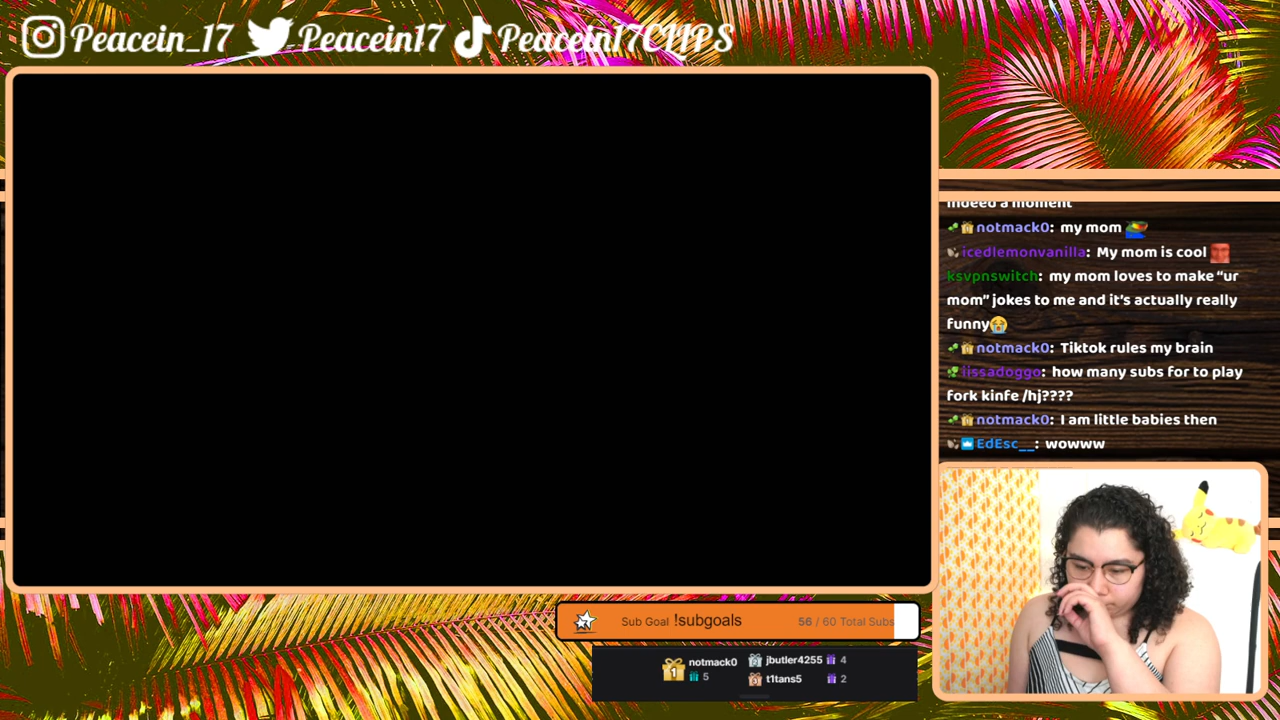 Peacein_17 Peacein17 Peacein17ClIPS
indeed a moment
notmack0: my mom
icedlemonvanilla: My mom is cool
ksvpnswitch: my mom loves to make “ur
mom” jokes to me and it’s actually really
funny😭
notmack0: Tiktok rules my brain
lissadoggo: how many subs for to play
fork kinfe /hj????
notmack0: I am little babies then
EdEsc__: wowww
Sub Goal !subgoals 56 / 60 Total Subs
1 notmack0 5
jbutler4255 4
t1tans5 2